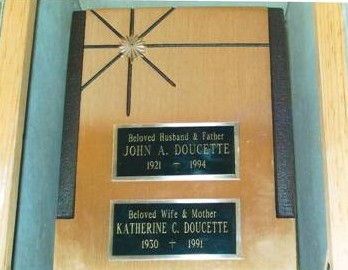 Beloved Husband & Father
JOHN A. DOUCETTE
1921 † 1994
Beloved Wife & Mother
KATHERINE C. DOUCETTE
1930 † 1991